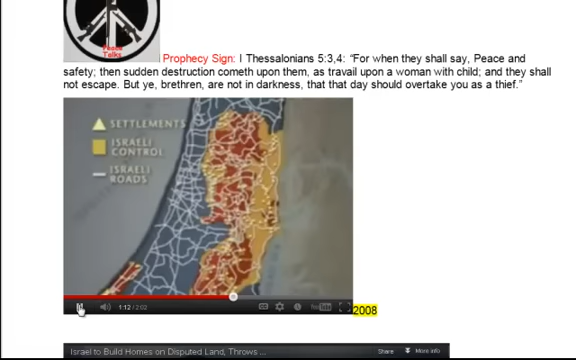 Peace
Talks
Prophecy Sign: I Thessalonians 5:3,4: “For when they shall say, Peace and
safety; then sudden destruction cometh upon them, as travail upon a woman with child; and they shall
not escape. But ye, brethren, are not in darkness, that that day should overtake you as a thief.”
SETTLEMENTS
ISRAELI
CONTROL
ISRAELI
ROADS
1:12 / 2:02
2008
Israel to Build Homes on Disputed Land, Throws ...
Share
More info